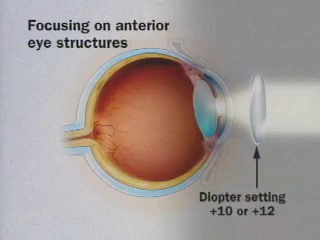 Focusing on anterior
eye structures
Diopter setting
+10 or +12